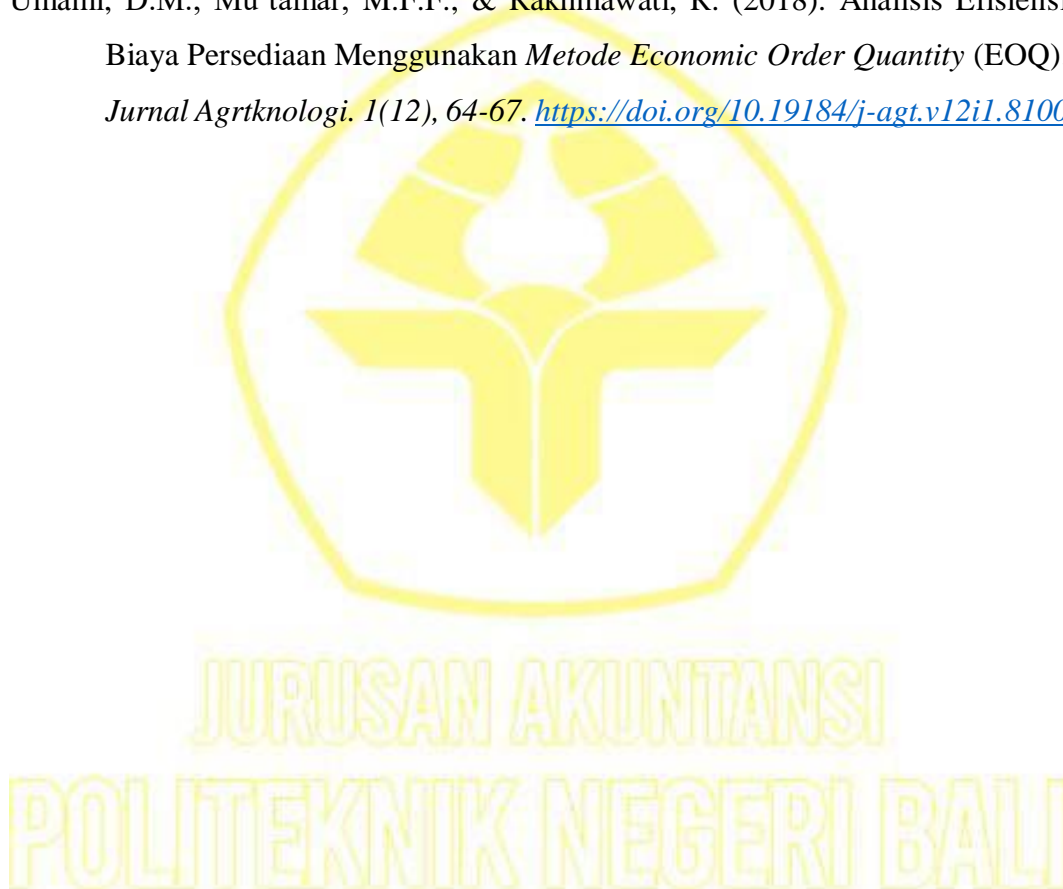 Umami, D.M., Mu'tamar, M.F.F., & Rakhmawati, R. (2018). Analisis Efisiensi
Biaya Persediaan Menggunakan Metode Economic Order Quantity (EOQ)
Jurnal Agrtknologi. 1(12), 64-67. https://doi.org/10.19184/j-agt.v12i1.8100
JURUSAN AKUNTANSI
POLITEKNIK NEGERI BALI